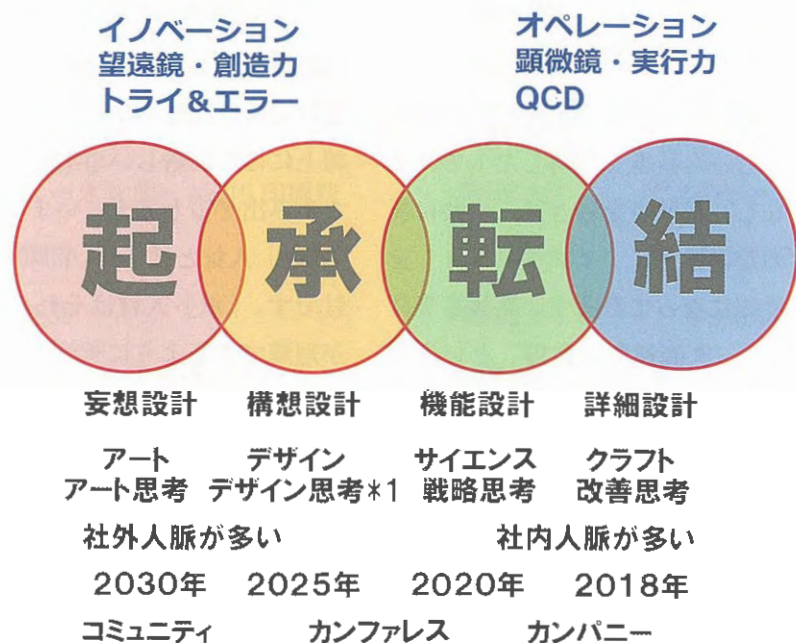 イノベーション
望遠鏡・創造力
トライ&エラー
オペレーション
顕微鏡・実行力
QCD
起 承 転 結
妄想設計 構想設計 機能設計 詳細設計
アート デザイン サイエンス クラフト
アート思考 デザイン思考*1 戦略思考 改善思考
社外人脈が多い 社内人脈が多い
2030年 2025年 2020年 2018年
コミュニティ カンファレス カンパニー